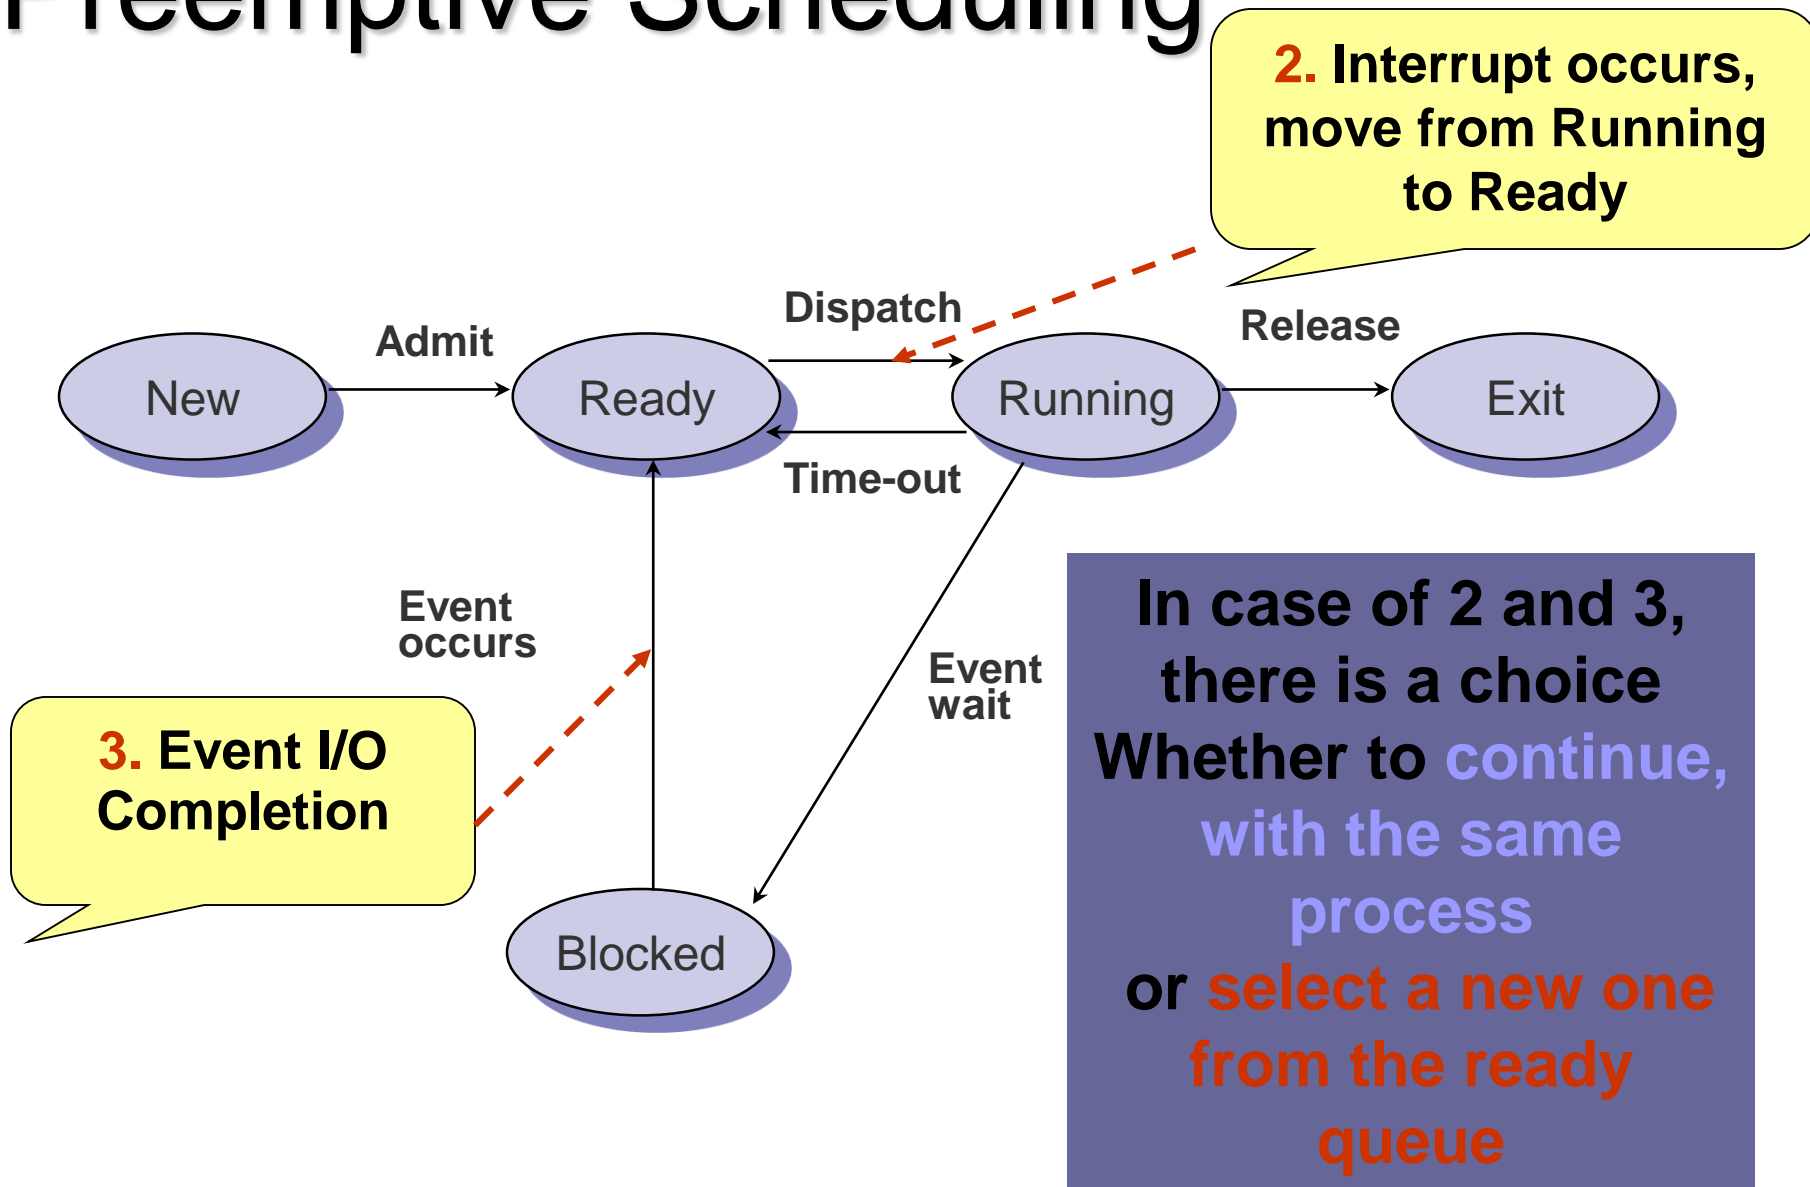 Preemptive Scheduling
2. Interrupt occurs,
move from Running
to Ready
Dispatch
Release
Admit
New
Ready
Running
Exit
Time-out
Event
occurs
Event
wait
3. Event I/O
Completion
Blocked
In case of 2 and 3,
there is a choice
Whether to continue,
with the same
process
or select a new one
from the ready
queue